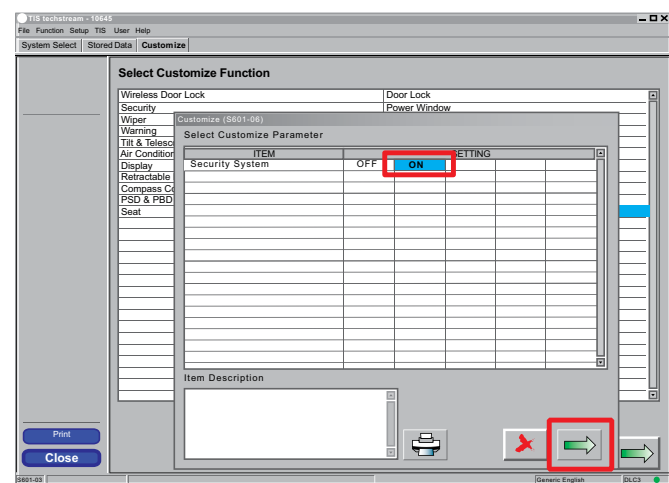 TIS techstream - 10645
File Function Setup TIS User Help
System Select Stored Data Customize
Select Customize Function
Wireless Door Lock Door Lock
Security Power Window
Wiper
Warning
Tilt & Telesc
Air Condition
Display
Retractable
Compass Co
PSD & PBD
Seat
Customize (S601-06)
Select Customize Parameter
ITEM SETTING
Security System OFF ON
Item Description
Print
Close
S601-03 Generic English DLC3